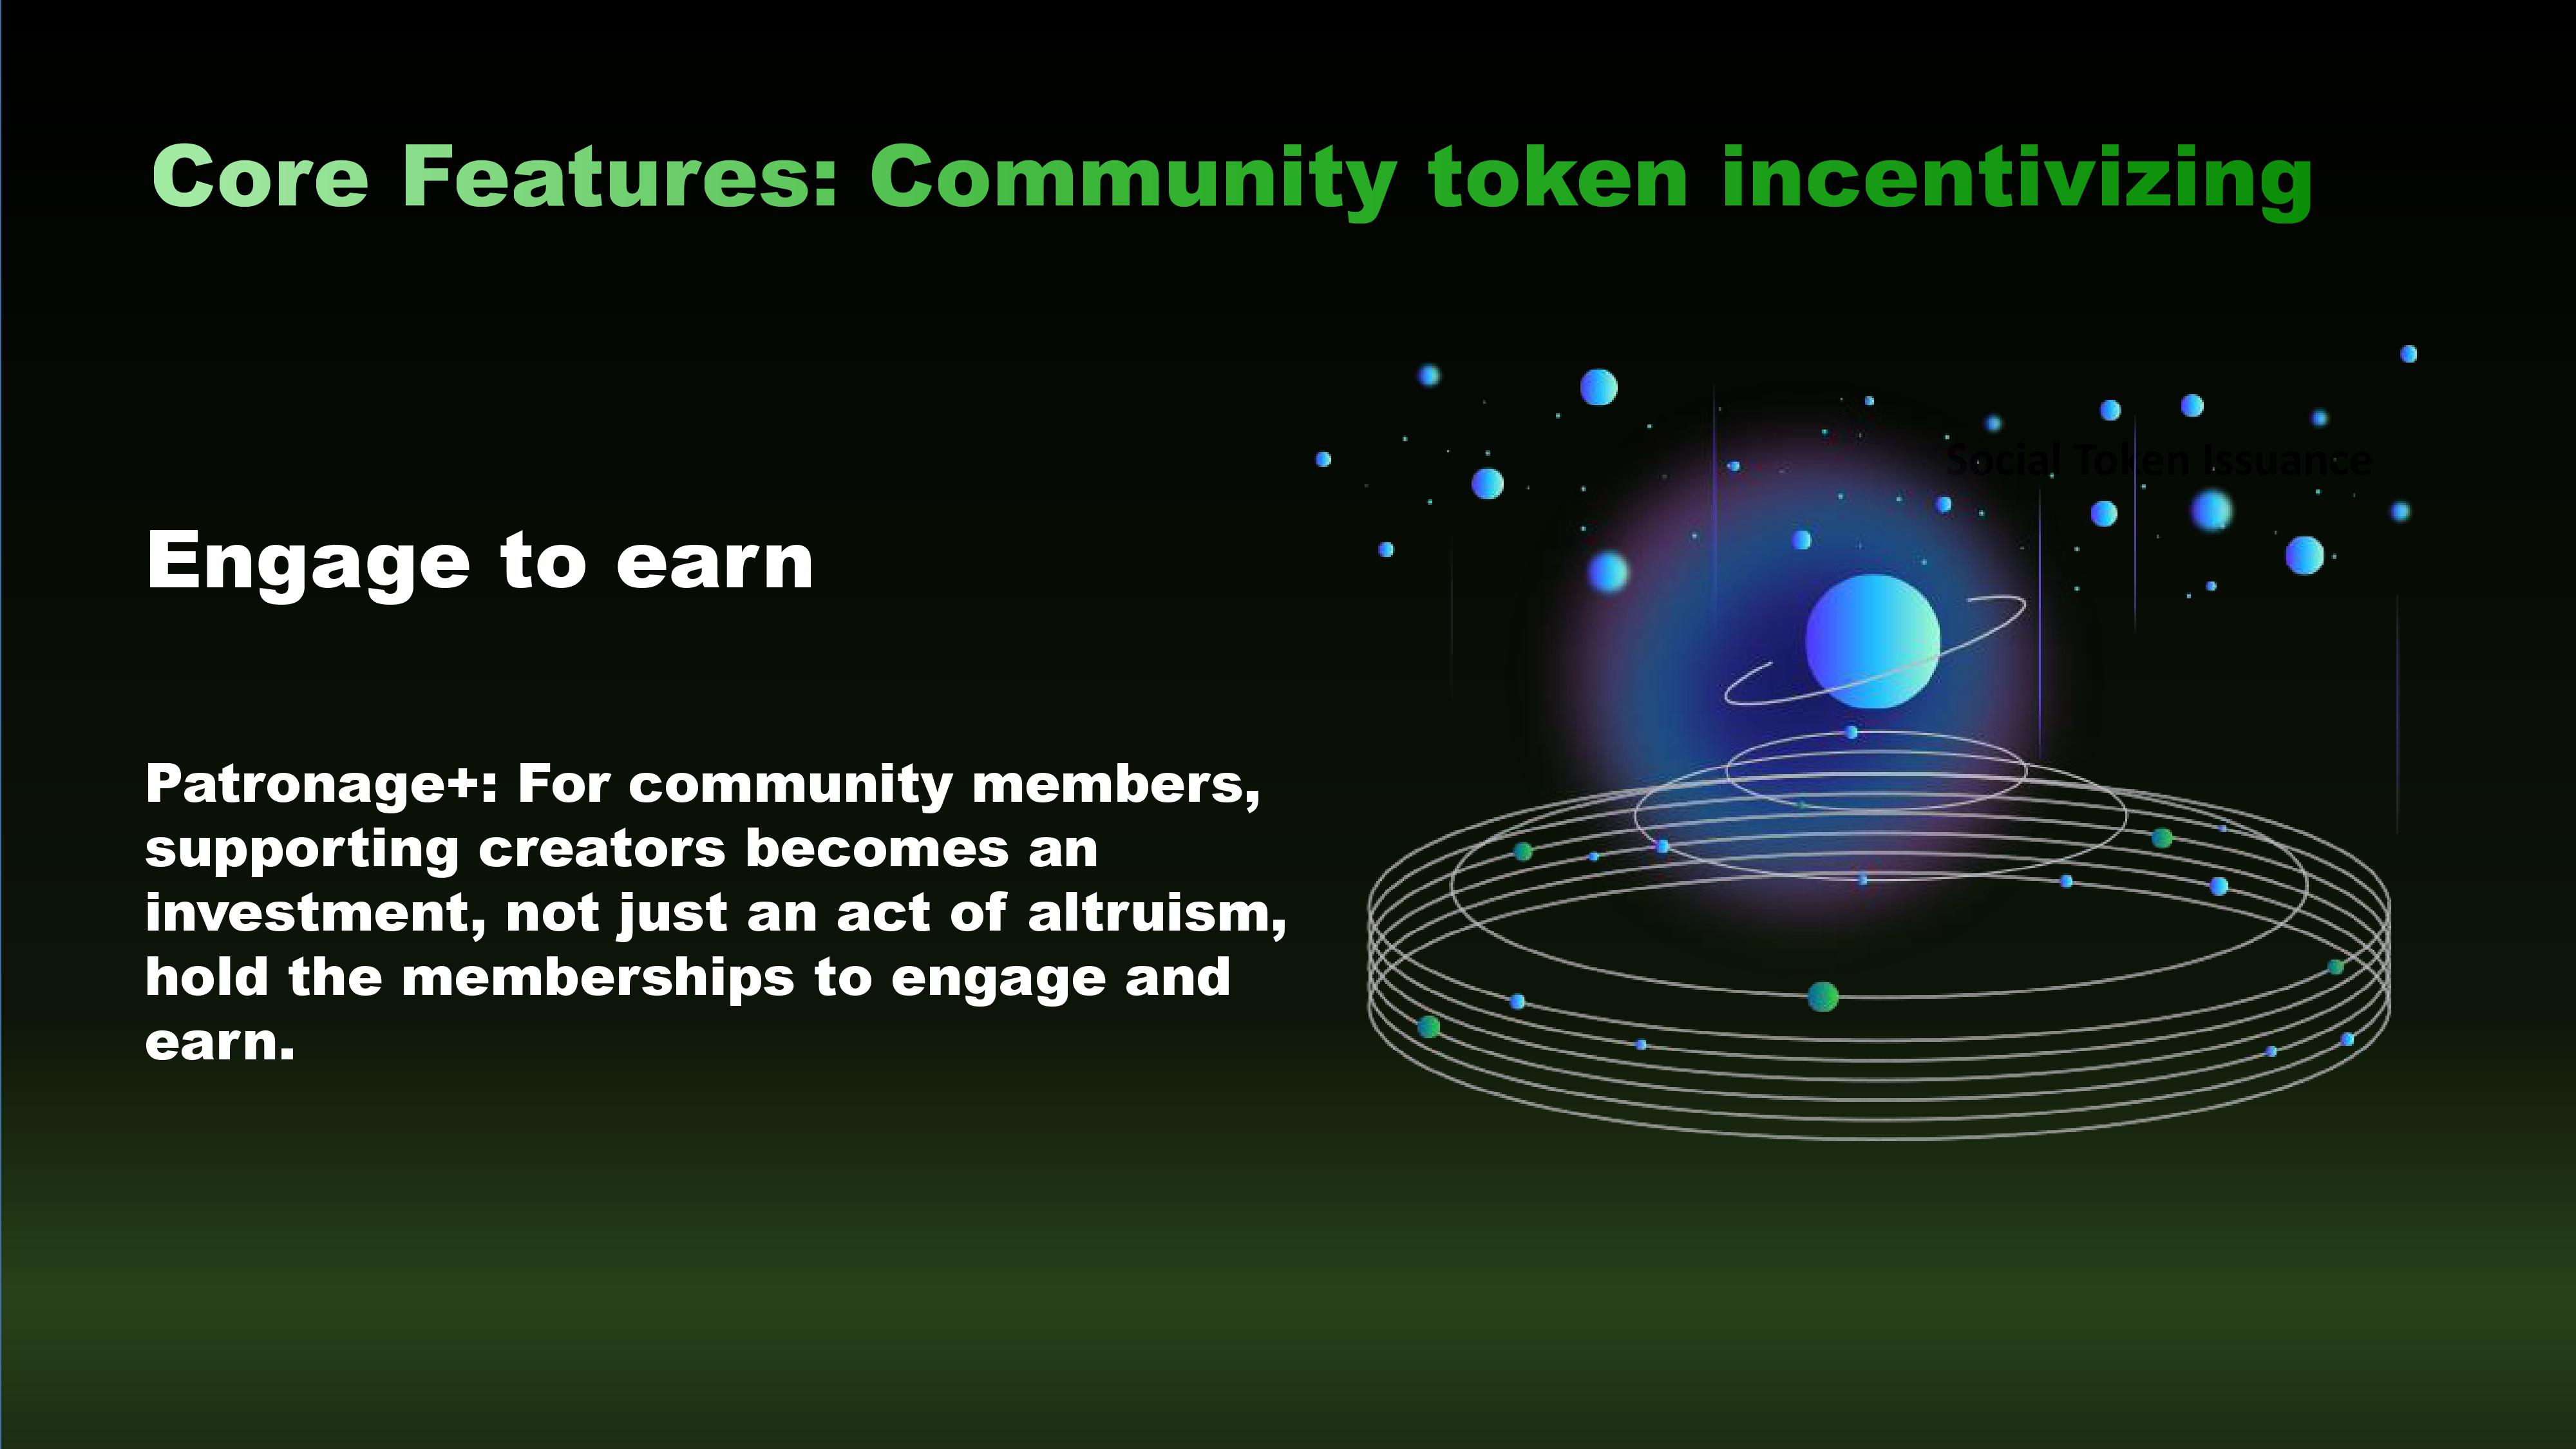 Core Features: Community token incentivizing
Social Token Issuance
Engage to earn
Patronage+: For community members,
supporting creators becomes an
investment, not just an act of altruism,
hold the memberships to engage and
earn.